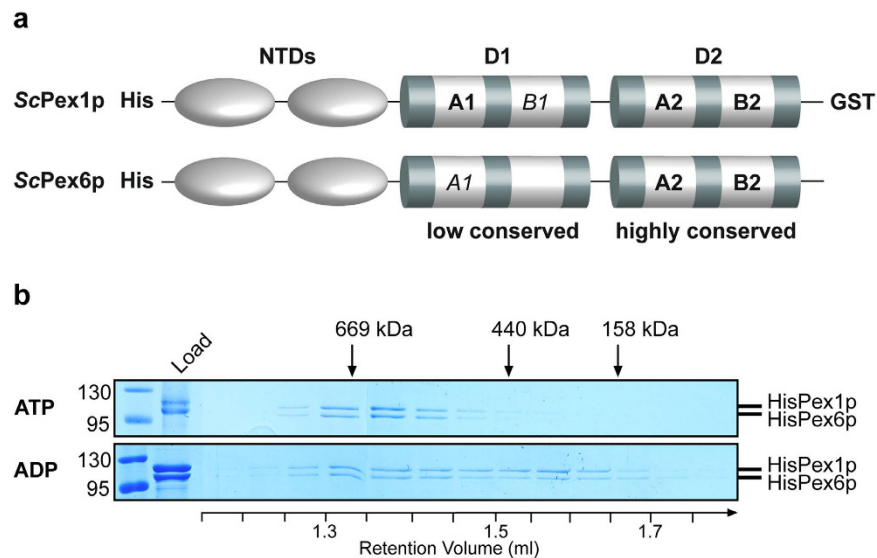 a
NTDs D1 D2
ScPex1p His A1 B1 A2 B2 GST
ScPex6p His A1 A2 B2
low conserved highly conserved
b
Load 669 kDa 440 kDa 158 kDa
ATP 130 HisPex1p
95 HisPex6p
ADP 130 HisPex1p
95 HisPex6p
1.3 1.5 1.7
Retention Volume (ml)